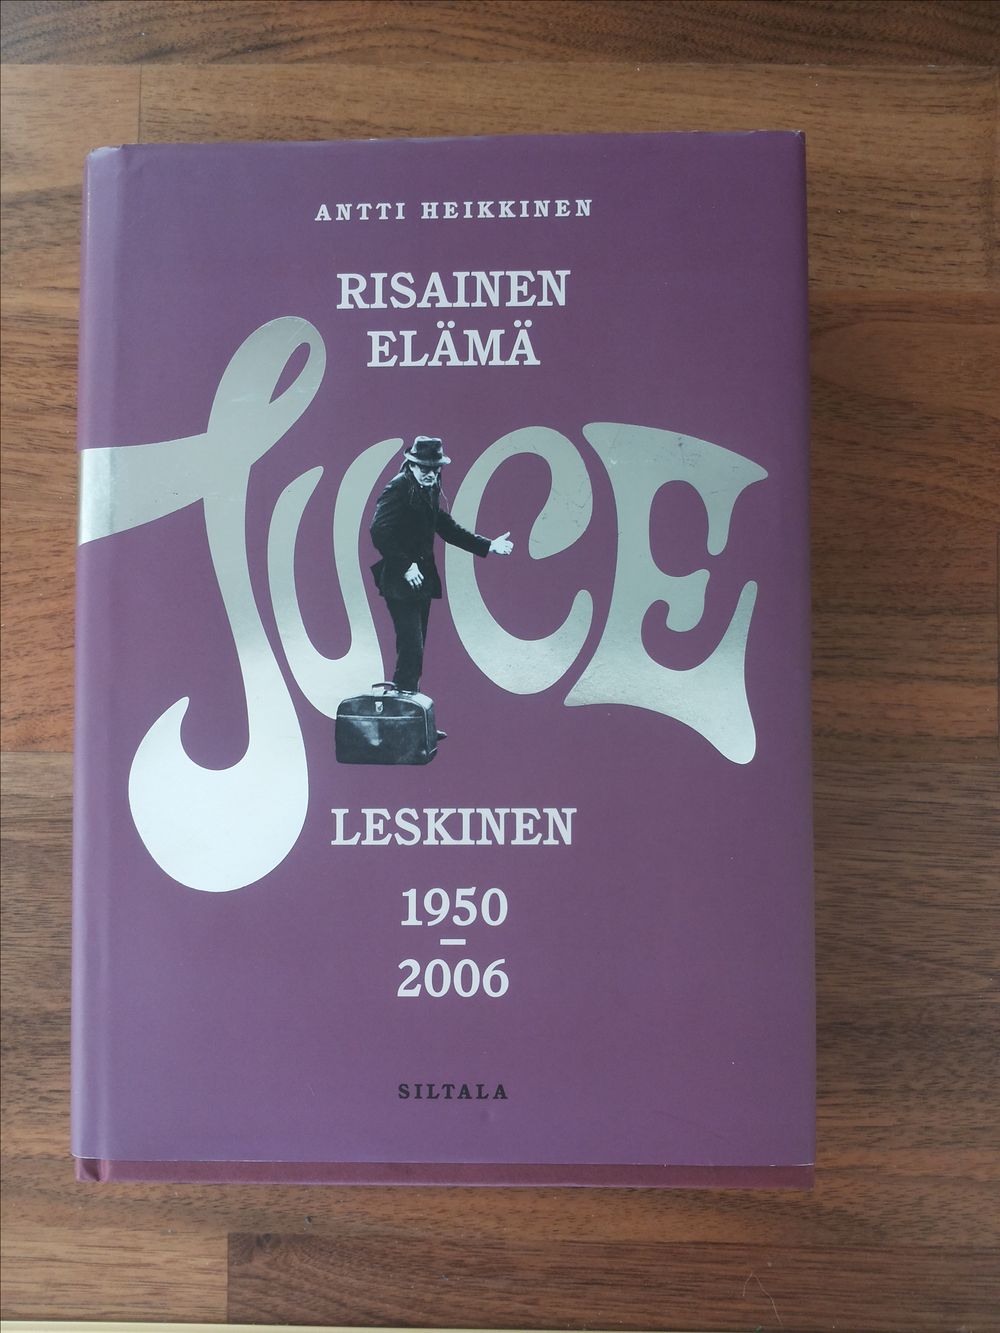 ANTTI HEIKKINEN
RISAINEN
ELÄMÄ
JUICE
LESKINEN
1950
–
2006
SILTALA